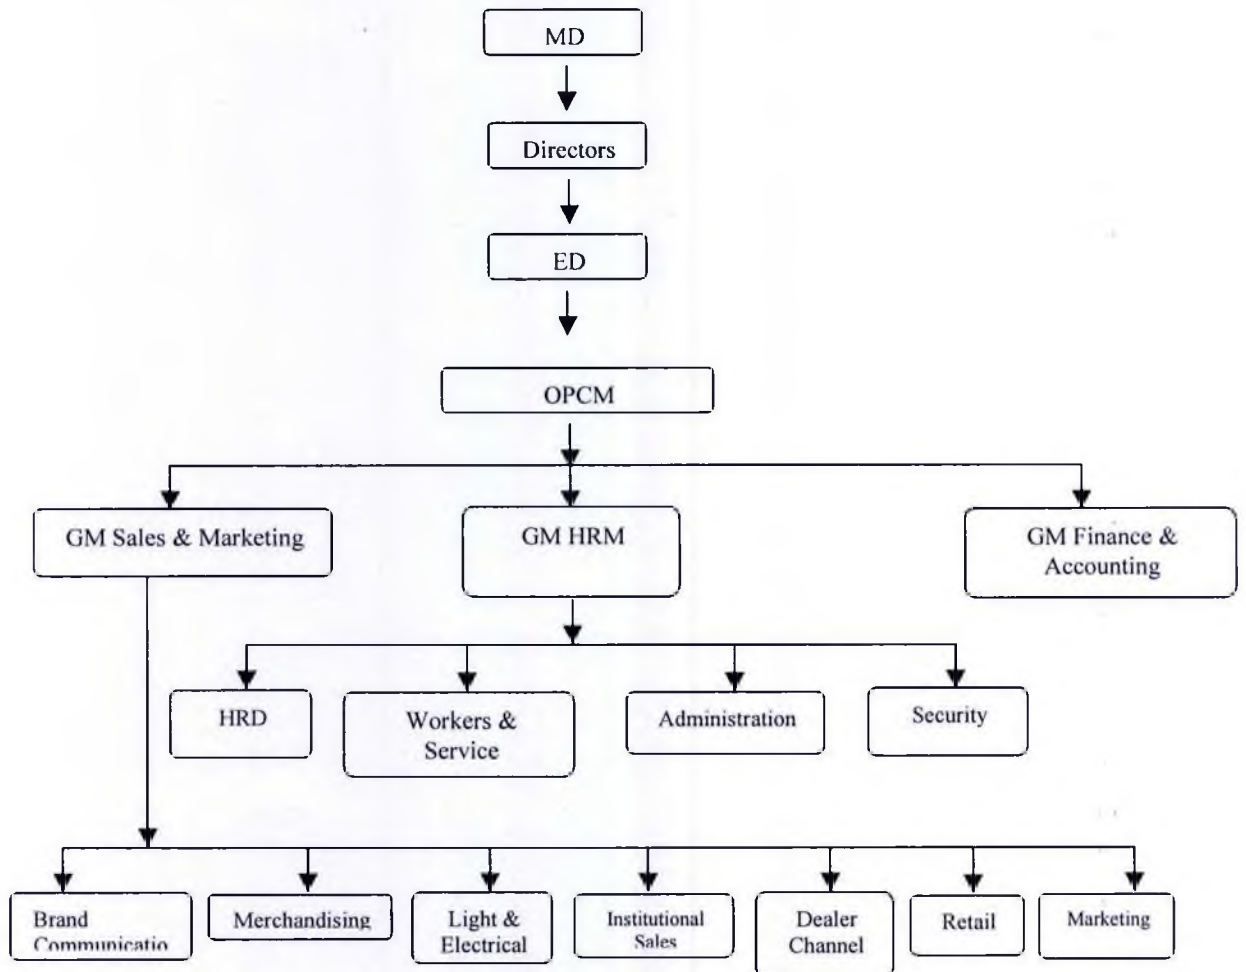 MD
Directors
ED
OPCM
GM Sales & Marketing
GM HRM
GM Finance &
Accounting
HRD
Workers &
Service
Administration
Security
Brand
Communicatio
Merchandising
Light &
Electrical
Institutional
Sales
Dealer
Channel
Retail
Marketing